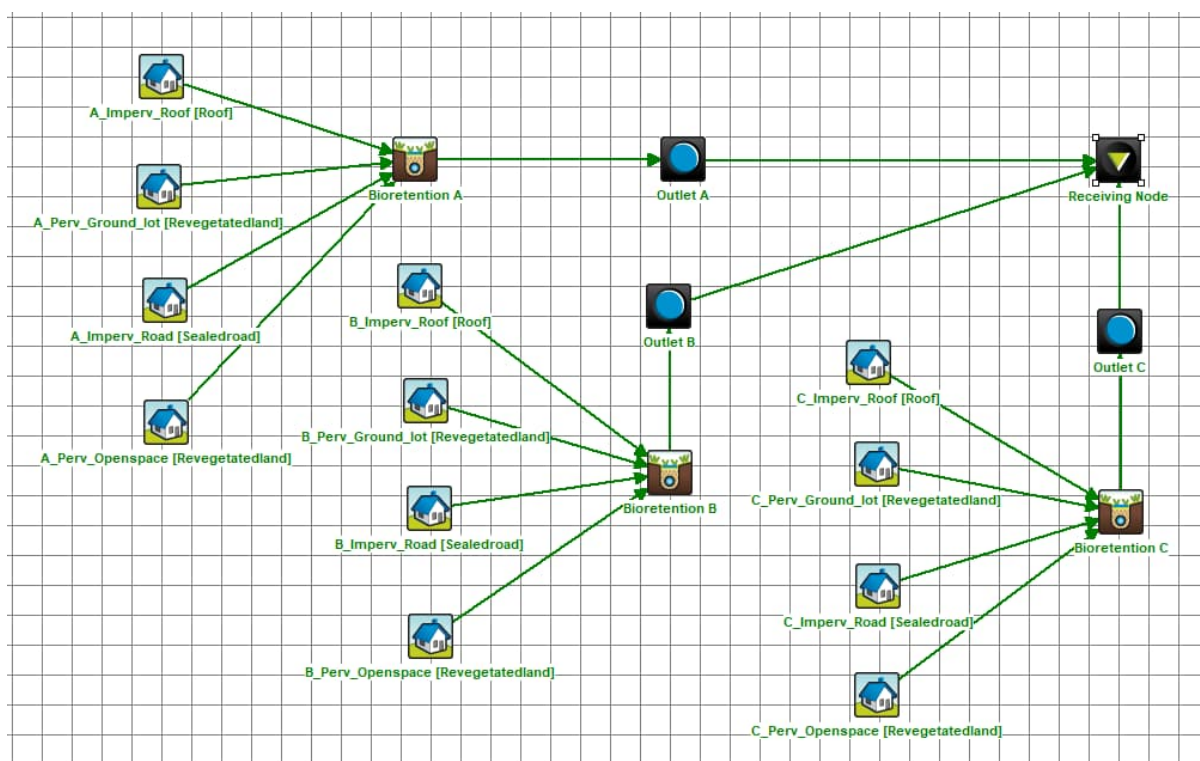 A_Imperv_Roof [Roof]
A_Perv_Ground_lot [Revegetatedland]
A_Imperv_Road [Sealedroad]
A_Perv_Openspace [Revegetatedland]
Bioretention A
Outlet A
Receiving Node
B_Imperv_Roof [Roof]
B_Perv_Ground_lot [Revegetatedland]
B_Imperv_Road [Sealedroad]
B_Perv_Openspace [Revegetatedland]
Bioretention B
Outlet B
C_Imperv_Roof [Roof]
C_Perv_Ground_lot [Revegetatedland]
C_Imperv_Road [Sealedroad]
C_Perv_Openspace [Revegetatedland]
Bioretention C
Outlet C